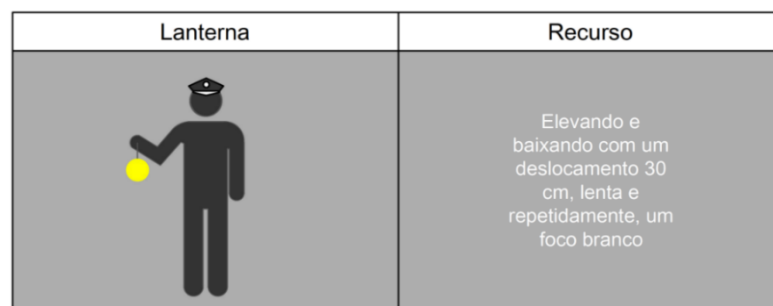 Lanterna
Recurso
Elevando e
baixando com um
deslocamento 30
cm, lenta e
repetidamente, um
foco branco